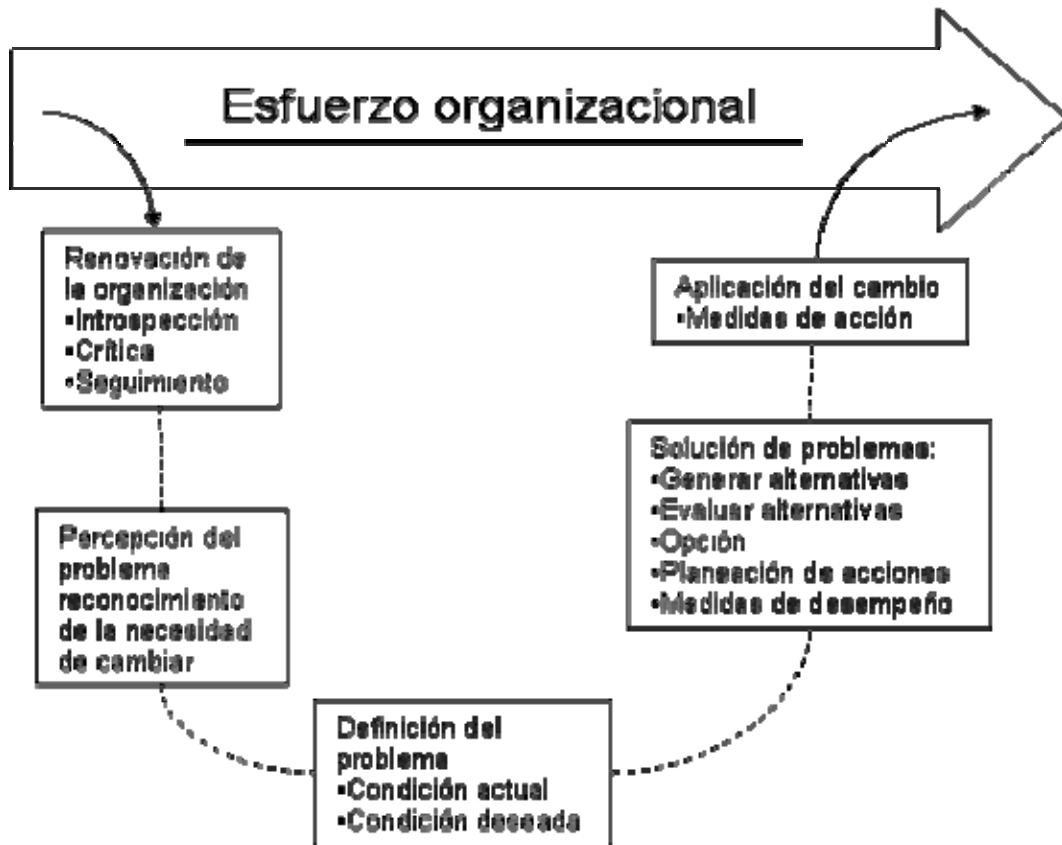 Esfuerzo organizacional
Renovación de
la organización
▪Introspección
▪Crítica
▪Seguimiento
Percepción del
problema
reconocimiento
de la necesidad
de cambiar
Definición del
problema
▪Condición actual
▪Condición deseada
Solución de problemas:
▪Generar alternativas
▪Evaluar alternativas
▪Opción
▪Planeación de acciones
▪Medidas de desempeño
Aplicación del cambio
▪Medidas de acción